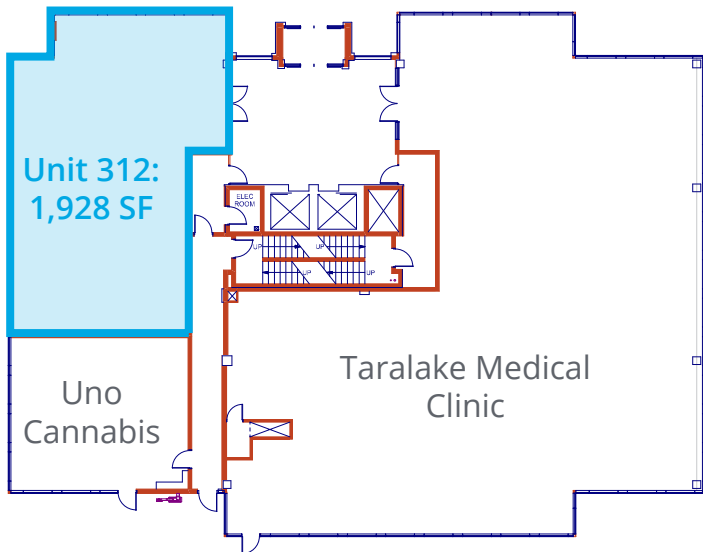 Unit 312:
1,928 SF
ELEC
ROOM
UP
UP
UP
UP
Taralake Medical
Clinic
Uno
Cannabis